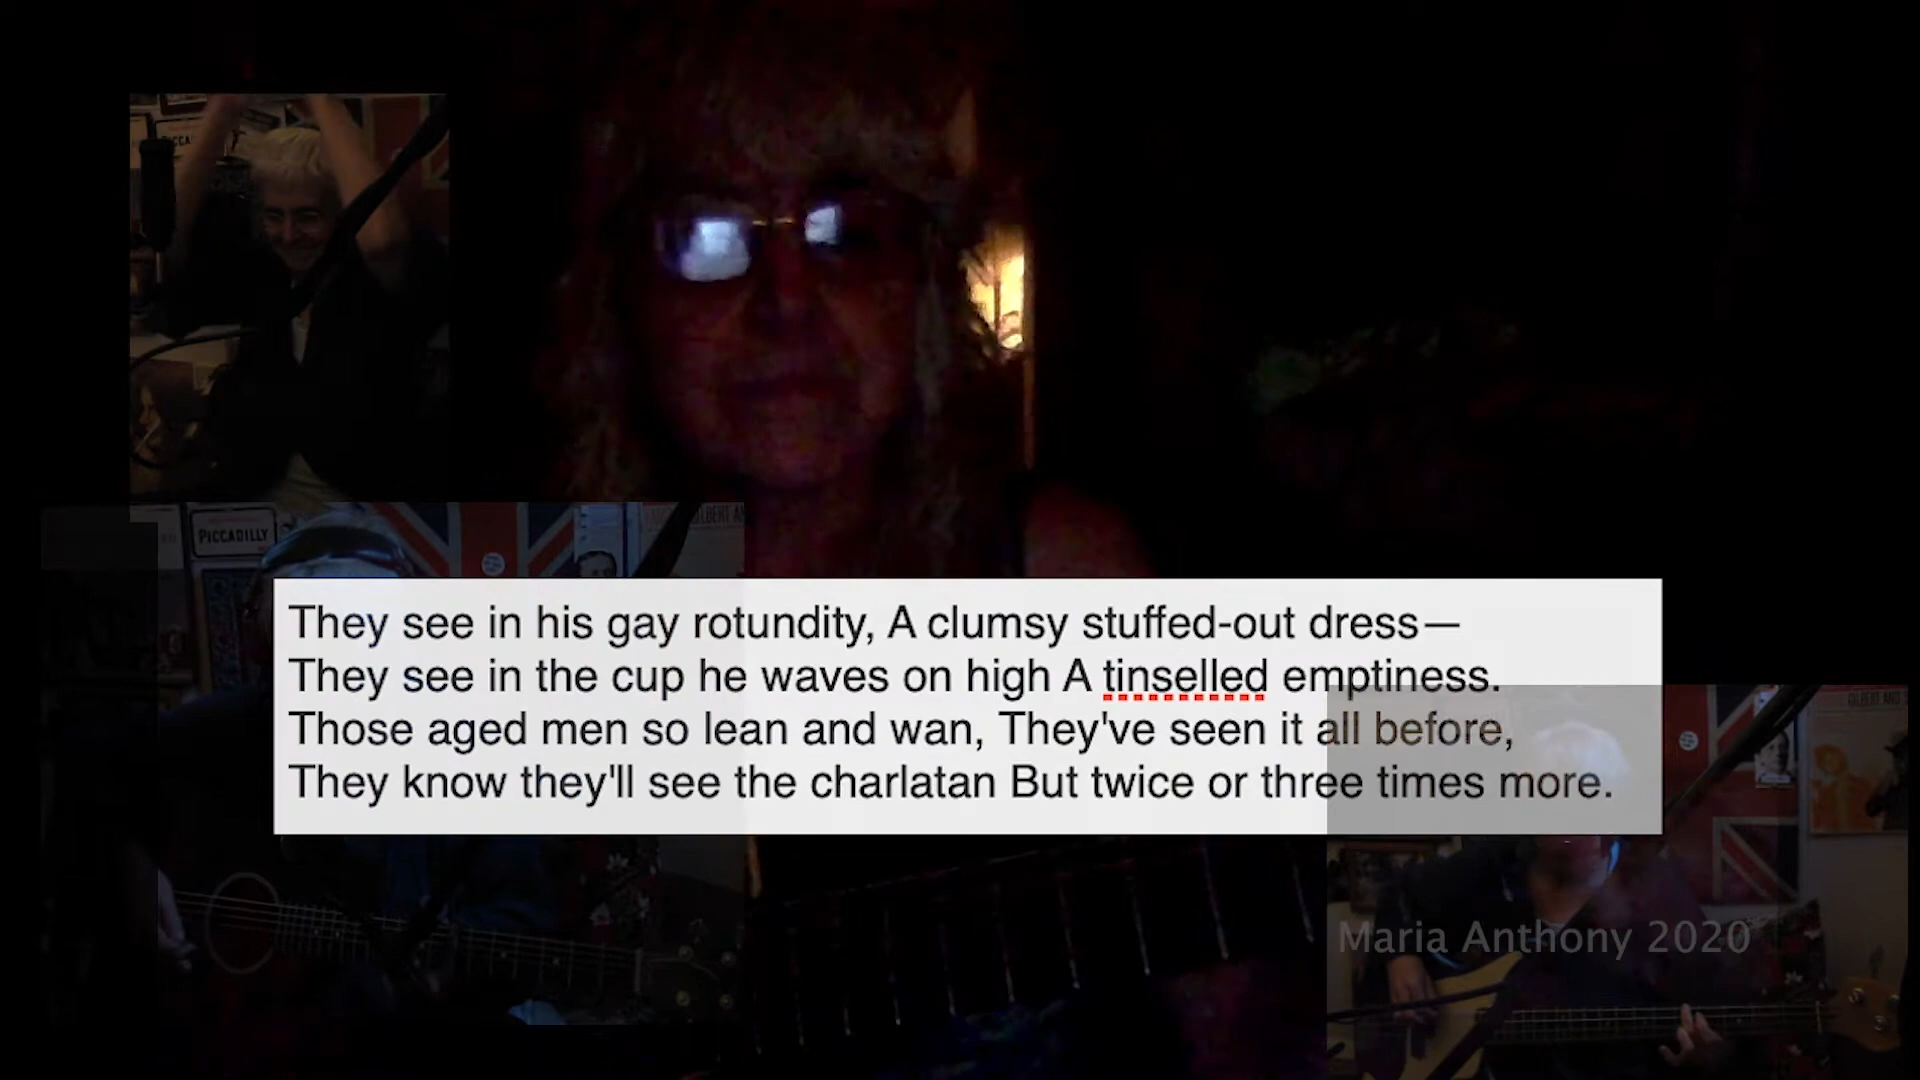 PICCADILLY
They see in his gay rotundity, A clumsy stuffed-out dress—
They see in the cup he waves on high A tinselled emptiness.
Those aged men so lean and wan, They've seen it all before,
They know they'll see the charlatan But twice or three times more.
Maria Anthony 2020